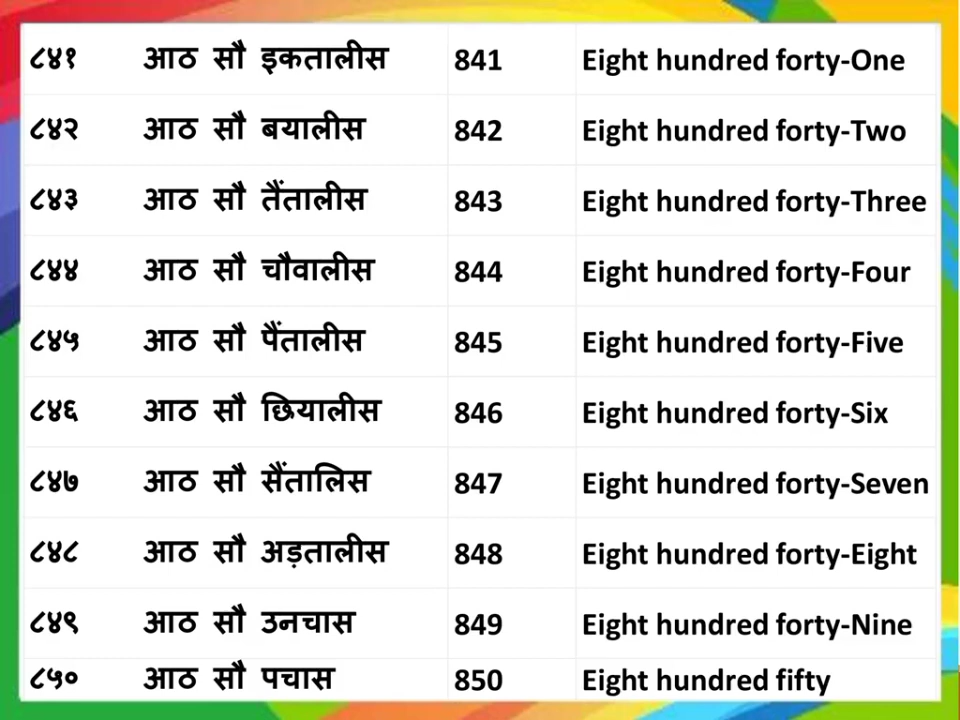 ८४१ आठ सौ इकतालीस 841 Eight hundred forty-One
८४२ आठ सौ बयालीस 842 Eight hundred forty-Two
८४३ आठ सौ तैंतालीस 843 Eight hundred forty-Three
८४४ आठ सौ चौवालीस 844 Eight hundred forty-Four
८४५ आठ सौ पैंतालीस 845 Eight hundred forty-Five
८४६ आठ सौ छियालीस 846 Eight hundred forty-Six
८४७ आठ सौ सैंतालिस 847 Eight hundred forty-Seven
८४८ आठ सौ अड़तालीस 848 Eight hundred forty-Eight
८४९ आठ सौ उनचास 849 Eight hundred forty-Nine
८५० आठ सौ पचास 850 Eight hundred fifty